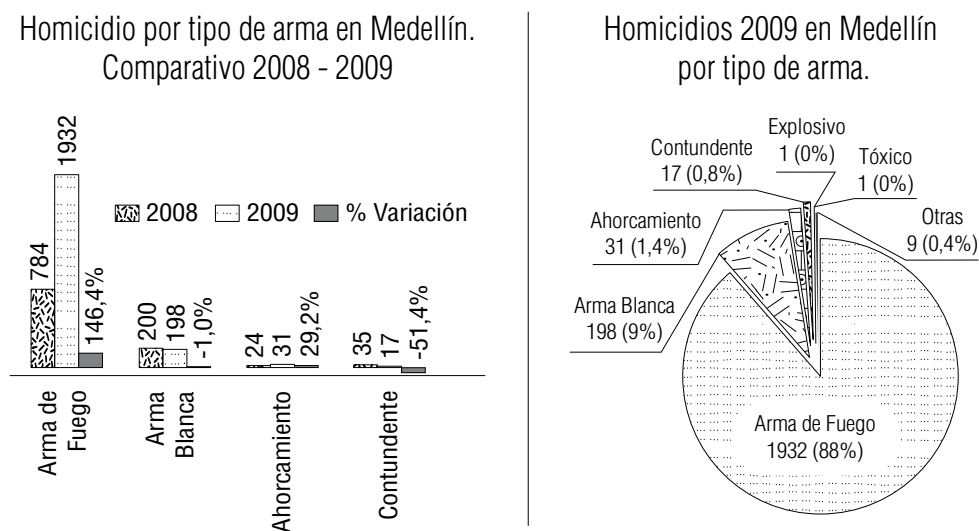 Homicidio por tipo de arma en Medellín.
Comparativo 2008 - 2009
784
1932
146,4%
200
198
-1,0%
24
31
29,2%
35
17
-51,4%
2008
2009
% Variación
Arma de
Fuego
Arma
Blanca
Ahorcamiento
Contundente
Homicidios 2009 en Medellín
por tipo de arma.
Explosivo
1 (0%)
Contundente
17 (0,8%)
Tóxico
1 (0%)
Ahorcamiento
31 (1,4%)
Otras
9 (0,4%)
Arma Blanca
198 (9%)
Arma de Fuego
1932 (88%)